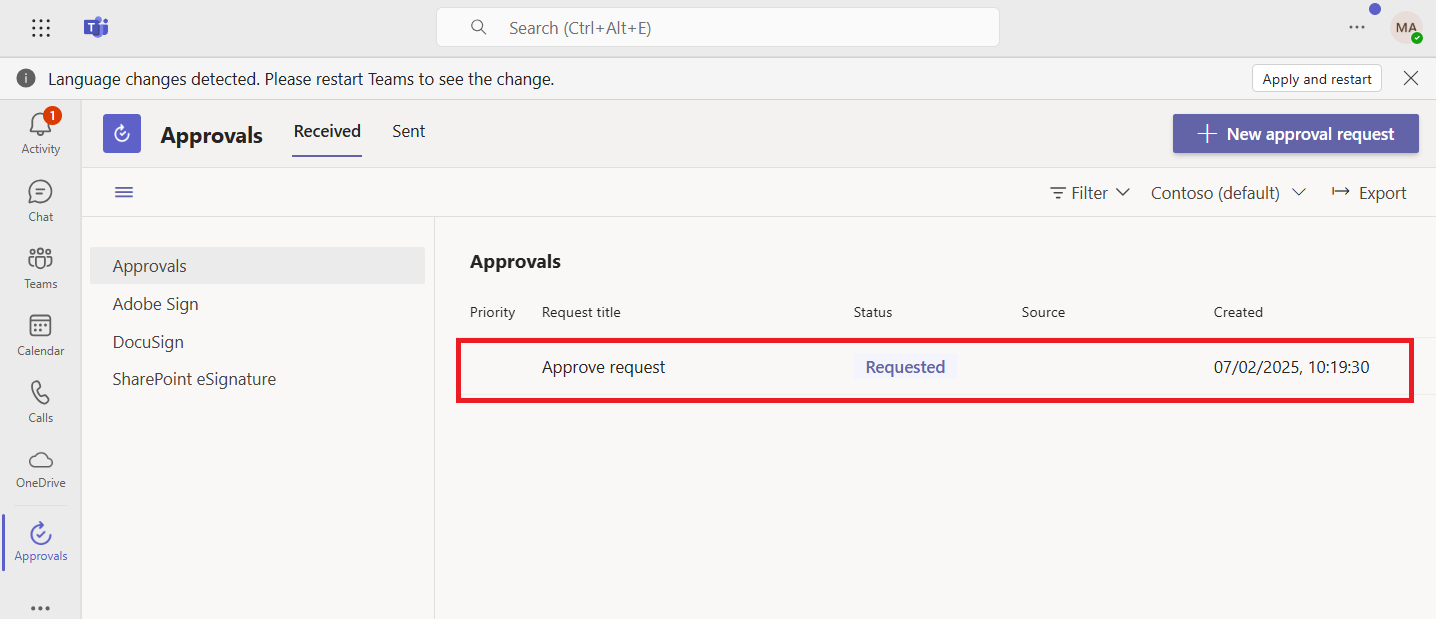 Search (Ctrl+Alt+E)
MA
Language changes detected. Please restart Teams to see the change.
Apply and restart
1
Activity
Chat
Teams
Calendar
Calls
OneDrive
Approvals
Approvals
Received
Sent
New approval request
Filter
Contoso (default)
Export
Approvals
Adobe Sign
DocuSign
SharePoint eSignature
Approvals
Priority Request title Status Source Created
Approve request Requested 07/02/2025, 10:19:30